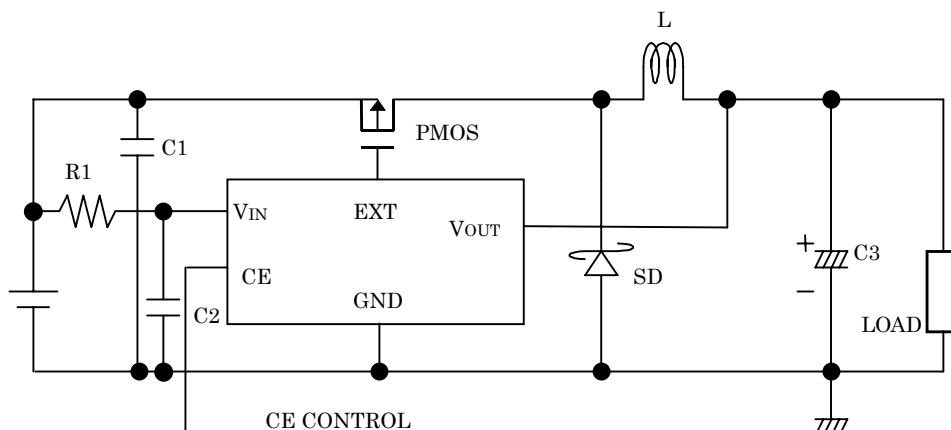 L
PMOS
C1
R1
VIN
EXT
VOUT
CE
SD
+
C3
GND
–
C2
LOAD
CE CONTROL